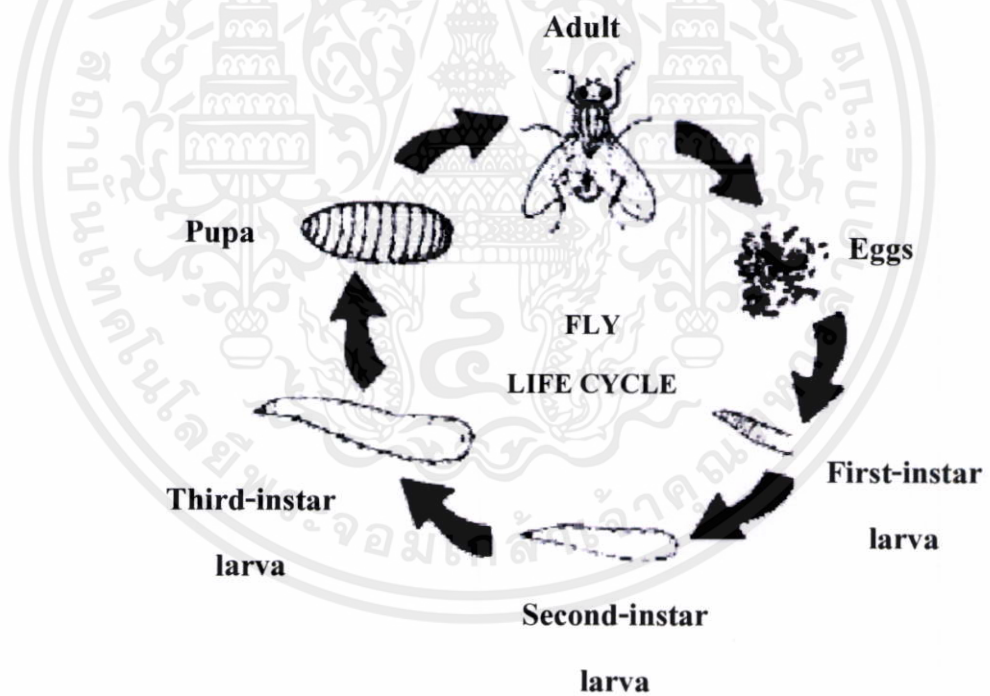 Adult
Pupa
Eggs
FLY
LIFE CYCLE
First-instar
larva
Third-instar
larva
Second-instar
larva